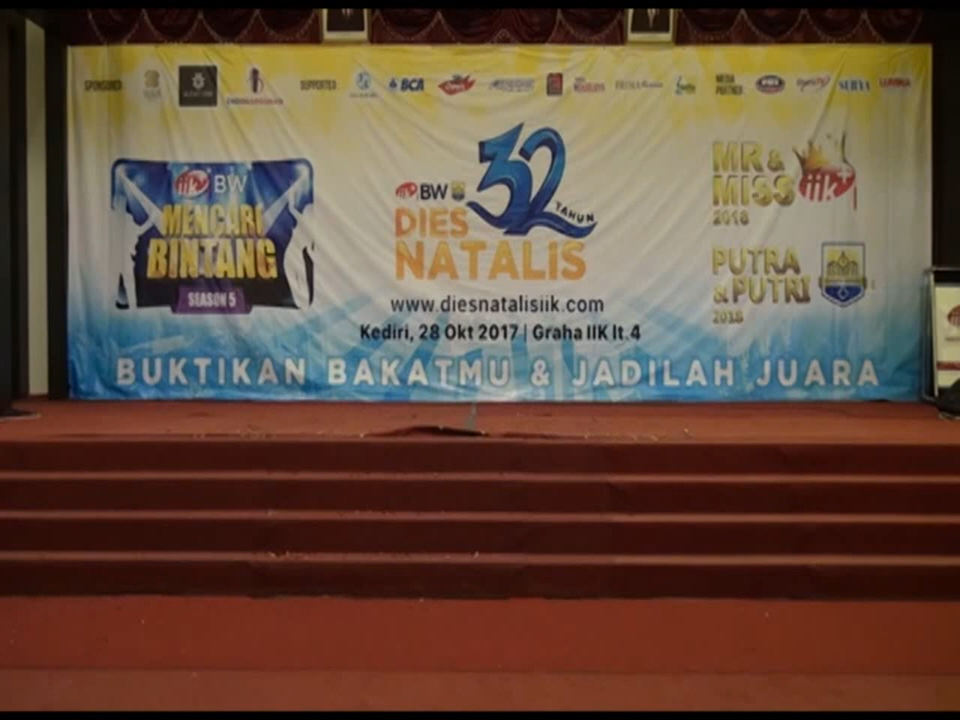 SPONSORED
SUPPORTED
BCA
MEDIA PARTNER
iik BW
MENCARI
BINTANG
SEASON 5
32
TAHUN
iik BW
DIES
NATALIS
www.diesnatalisiik.com
Kediri, 28 Okt 2017 | Graha IIK lt.4
MR &
MISS
iik
2018
PUTRA
& PUTRI
2018
BUKTIKAN BAKATMU & JADILAH JUARA